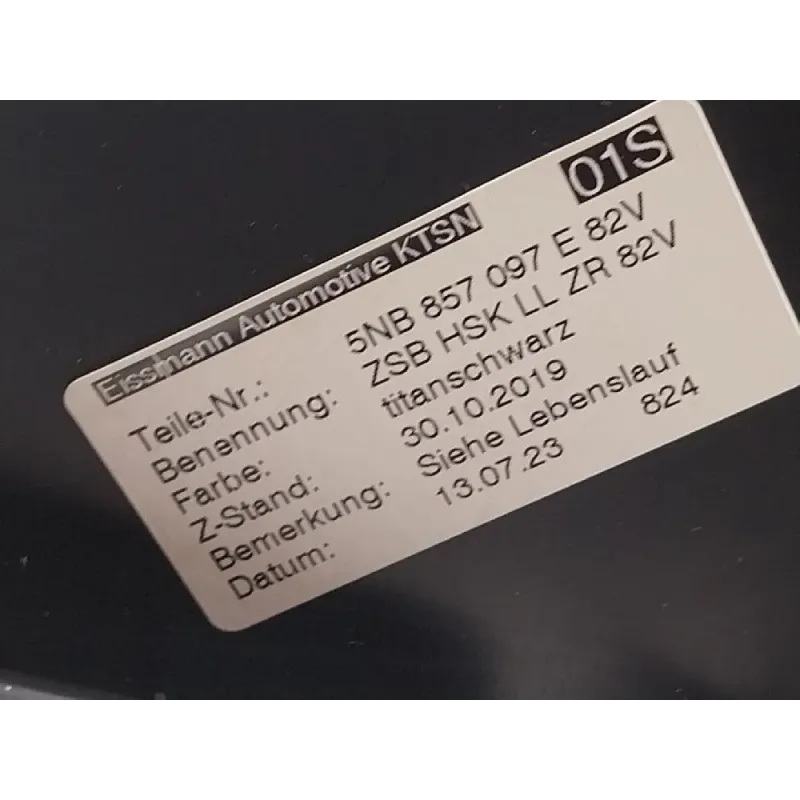 Eissmann Automotive KTSN 01S
Teile-Nr.: 5NB 857 097 E 82V
Benennung: ZSB HSK LL ZR 82V
Farbe: titanschwarz
Z-Stand: 30.10.2019
Bemerkung: Siehe Lebenslauf
Datum: 13.07.23 824